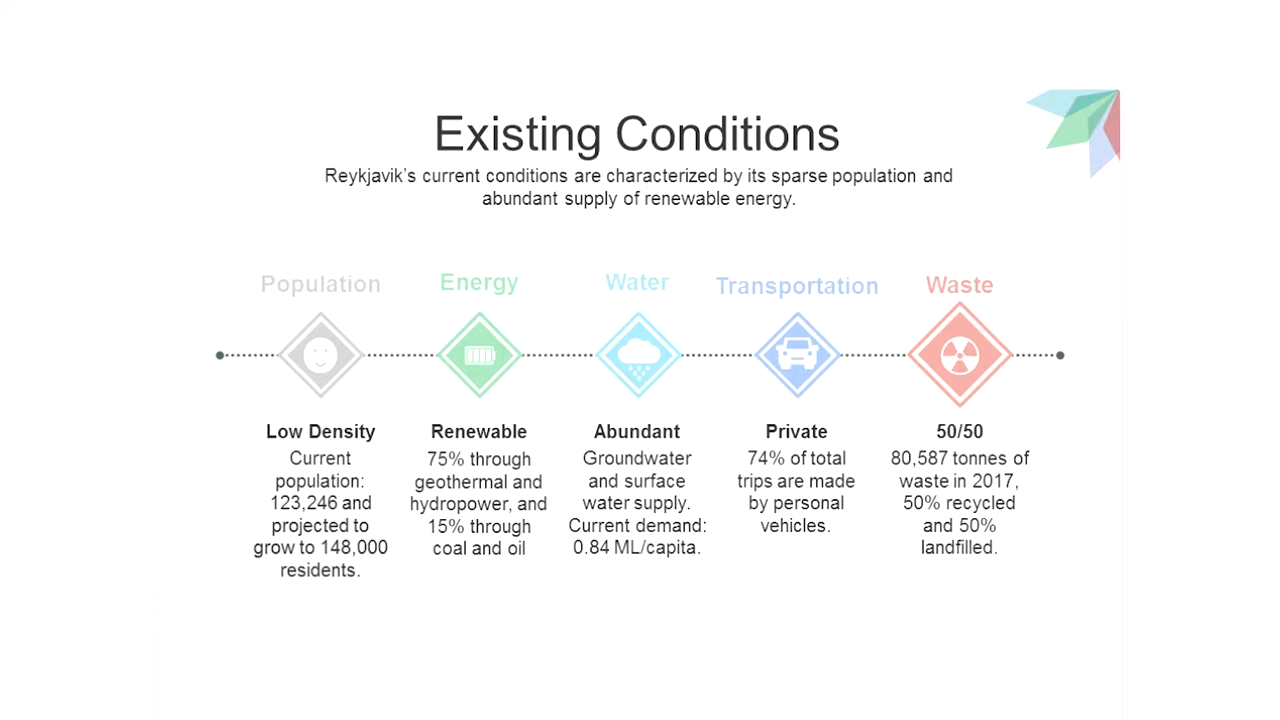 Existing Conditions
Reykjavik's current conditions are characterized by its sparse population and
abundant supply of renewable energy.
Population
Energy
Water
Transportation
Waste
Low Density
Current
population:
123,246 and
projected to
grow to 148,000
residents.
Renewable
75% through
geothermal and
hydropower, and
15% through
coal and oil
Abundant
Groundwater
and surface
water supply.
Current demand:
0.84 ML/capita.
Private
74% of total
trips are made
by personal
vehicles.
50/50
80,587 tonnes of
waste in 2017,
50% recycled
and 50%
landfilled.